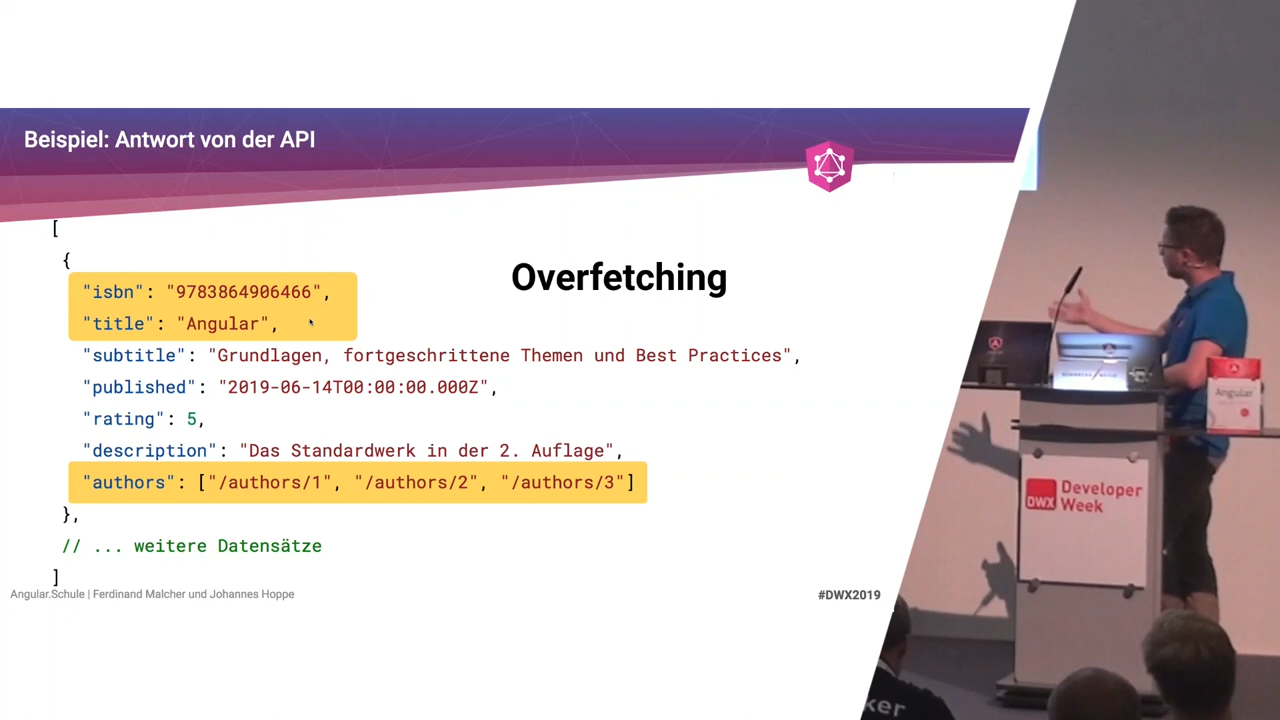 Beispiel: Antwort von der API
[
{
"isbn": "9783864906466",
"title": "Angular",
Overfetching
"subtitle": "Grundlagen, fortgeschrittene Themen und Best Practices",
"published": "2019-06-14T00:00:00.000Z",
"rating": 5,
"description": "Das Standardwerk in der 2. Auflage",
"authors": ["/authors/1", "/authors/2", "/authors/3"]
},
// ... weitere Datensätze
]
Angular.Schule | Ferdinand Malcher und Johannes Hoppe
#DWX2019
Angular
DWX Developer
Week
ker